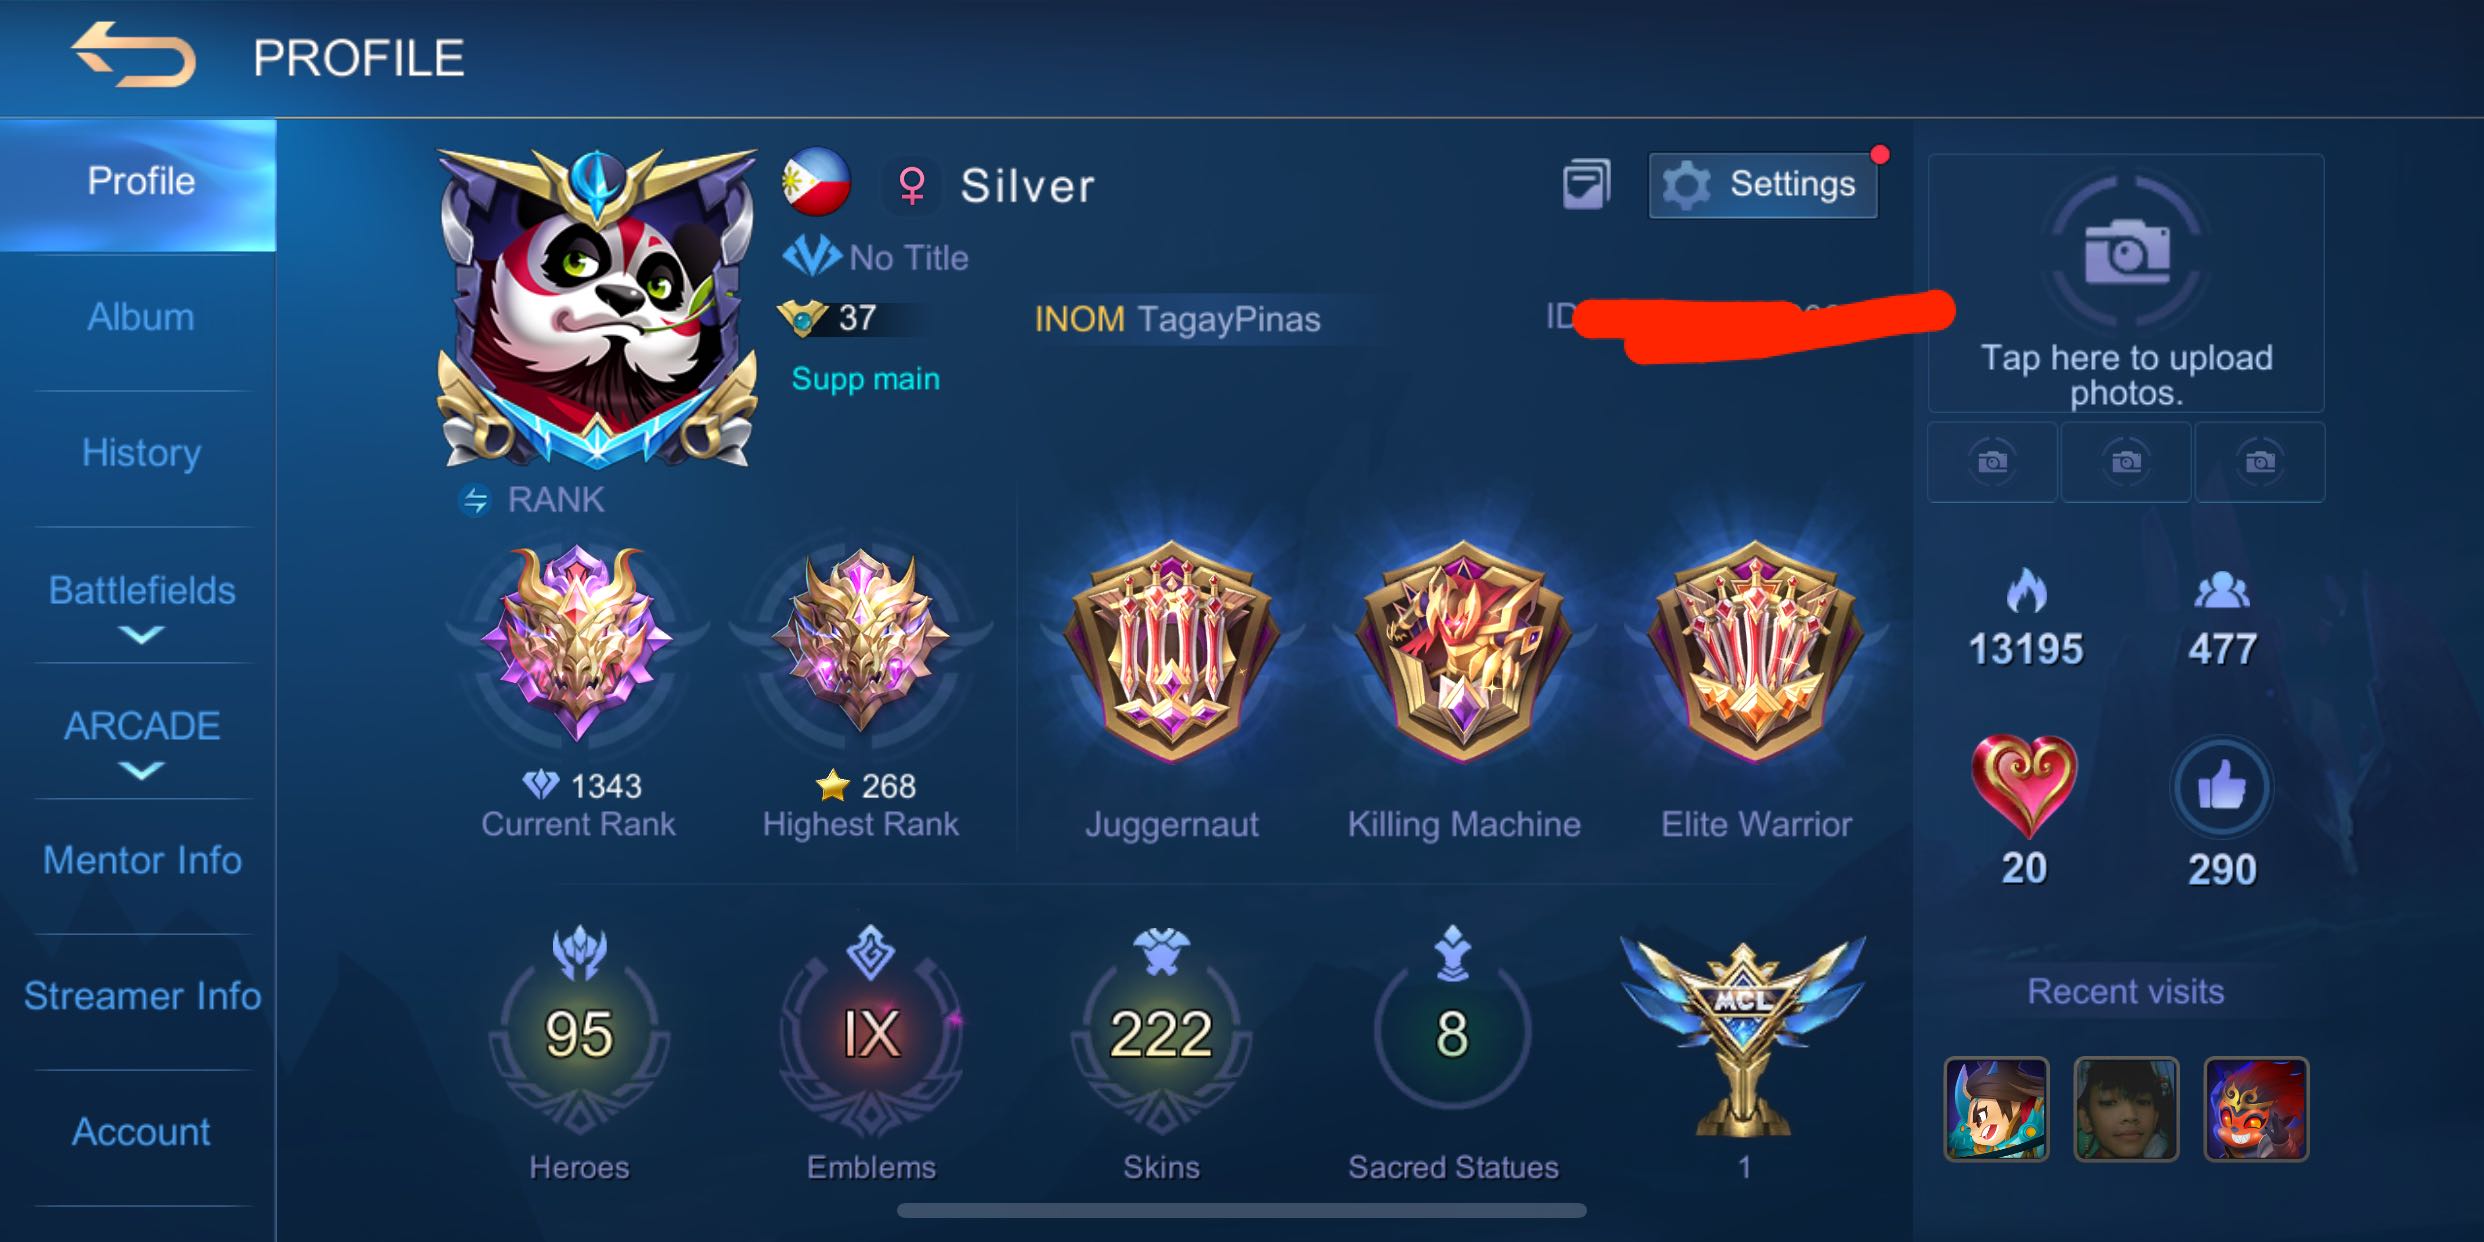 PROFILE
Profile
Album
History
Battlefields
ARCADE
Mentor Info
Streamer Info
Account
Silver
Settings
No Title
37
INOM TagayPinas
ID
Supp main
RANK
1343
Current Rank
268
Highest Rank
Juggernaut
Killing Machine
Elite Warrior
95
Heroes
IX
Emblems
222
Skins
8
Sacred Statues
MCL
1
Tap here to upload
photos.
13195
477
20
290
Recent visits